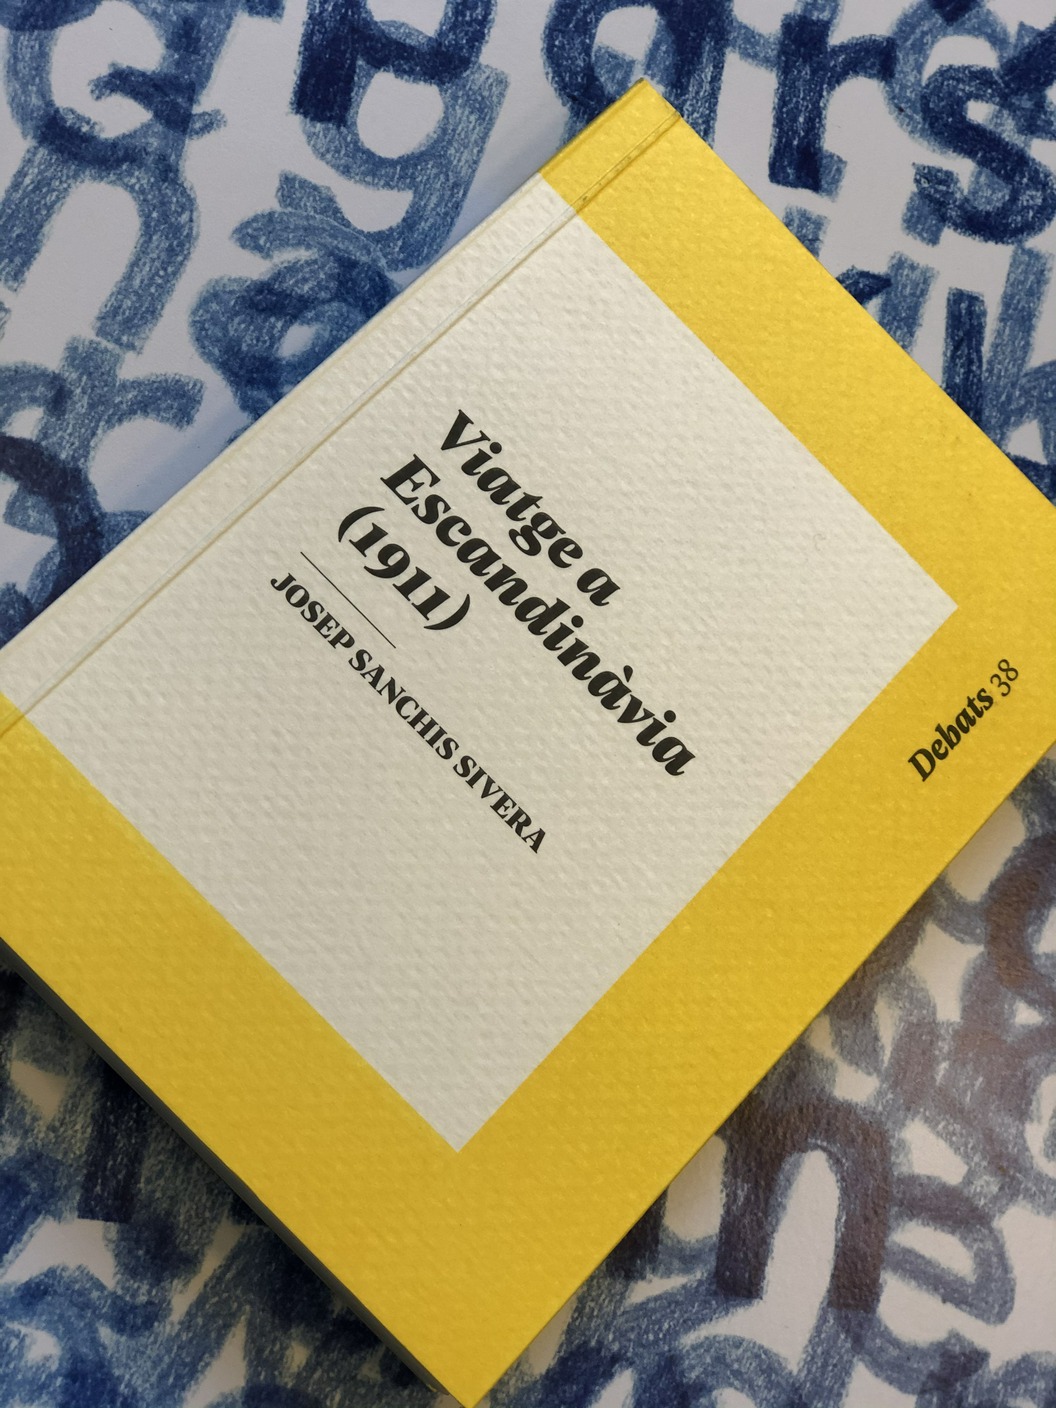 Viatge a
Escandinàvia
(1911)
JOSEP SANCHIS SIVERA
Debats 38